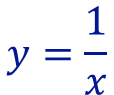 y = 1/x